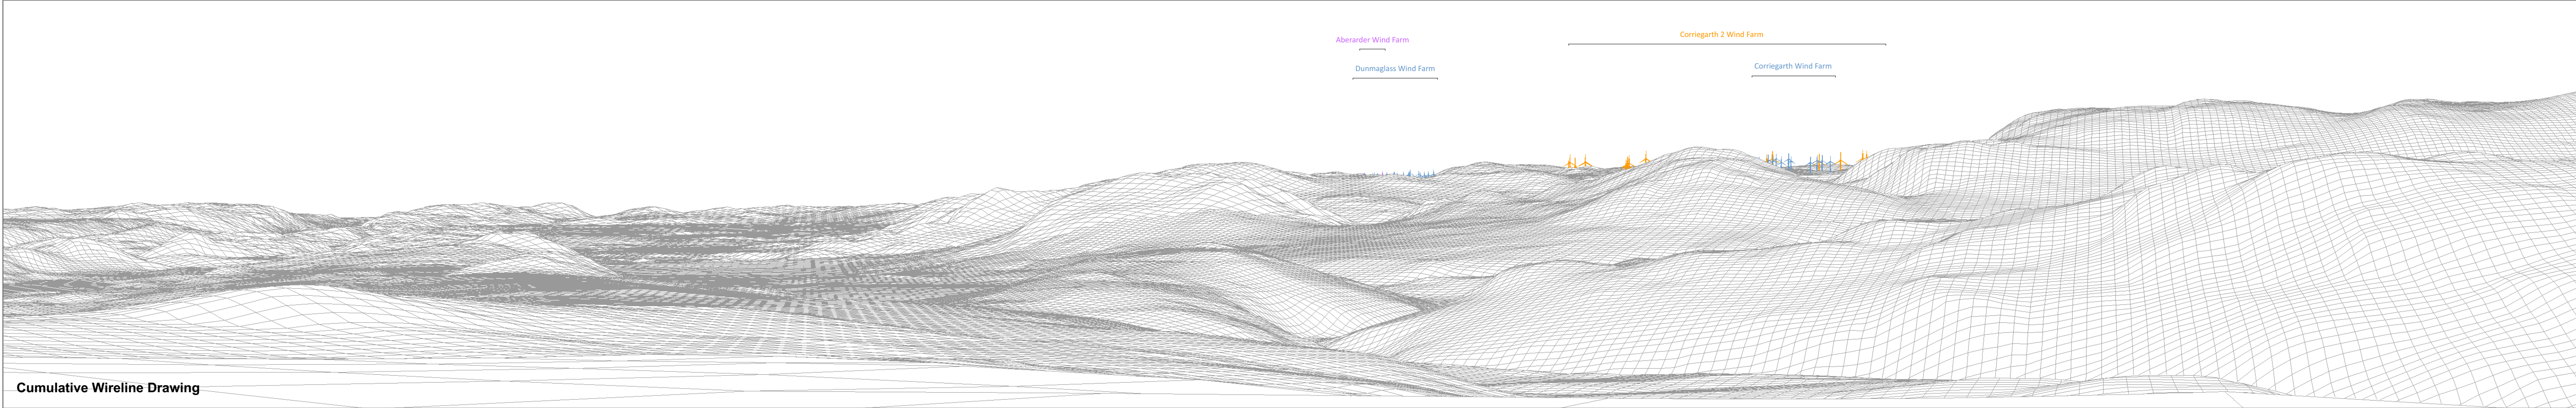 Aberarder Wind Farm
Dunmaglass Wind Farm
Corriegarth 2 Wind Farm
Corriegarth Wind Farm
Cumulative Wireline Drawing